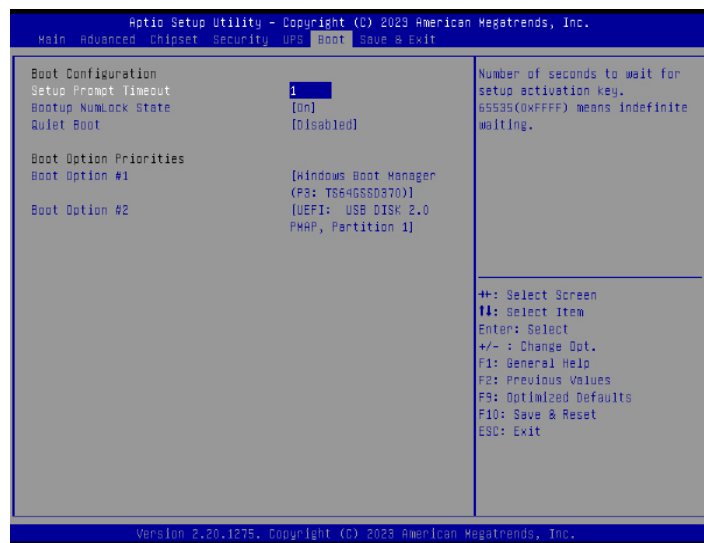 Aptio Setup Utility – Copyright (C) 2023 American Megatrends, Inc.
Main Advanced Chipset Security UPS Boot Save & Exit
Boot Configuration
Setup Prompt Timeout 1
Bootup NumLock State [On]
Quiet Boot [Disabled]
Boot Option Priorities
Boot Option #1 [Windows Boot Manager
(P3: TS64GSSD370)]
Boot Option #2 [UEFI: USB DISK 2.0
PMAP, Partition 1]
Number of seconds to wait for
setup activation key.
65535(0xFFFF) means indefinite
waiting.
→←: Select Screen
↑↓: Select Item
Enter: Select
+/- : Change Opt.
F1: General Help
F2: Previous Values
F9: Optimized Defaults
F10: Save & Reset
ESC: Exit
Version 2.20.1275. Copyright (C) 2023 American Megatrends, Inc.